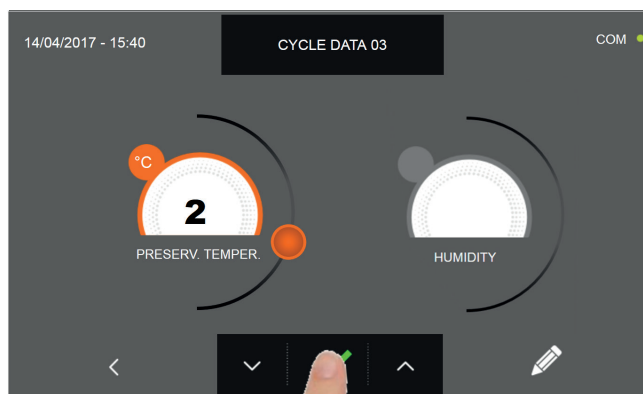 14/04/2017 - 15:40
CYCLE DATA 03
COM
°C
2
PRESERV. TEMPER.
HUMIDITY